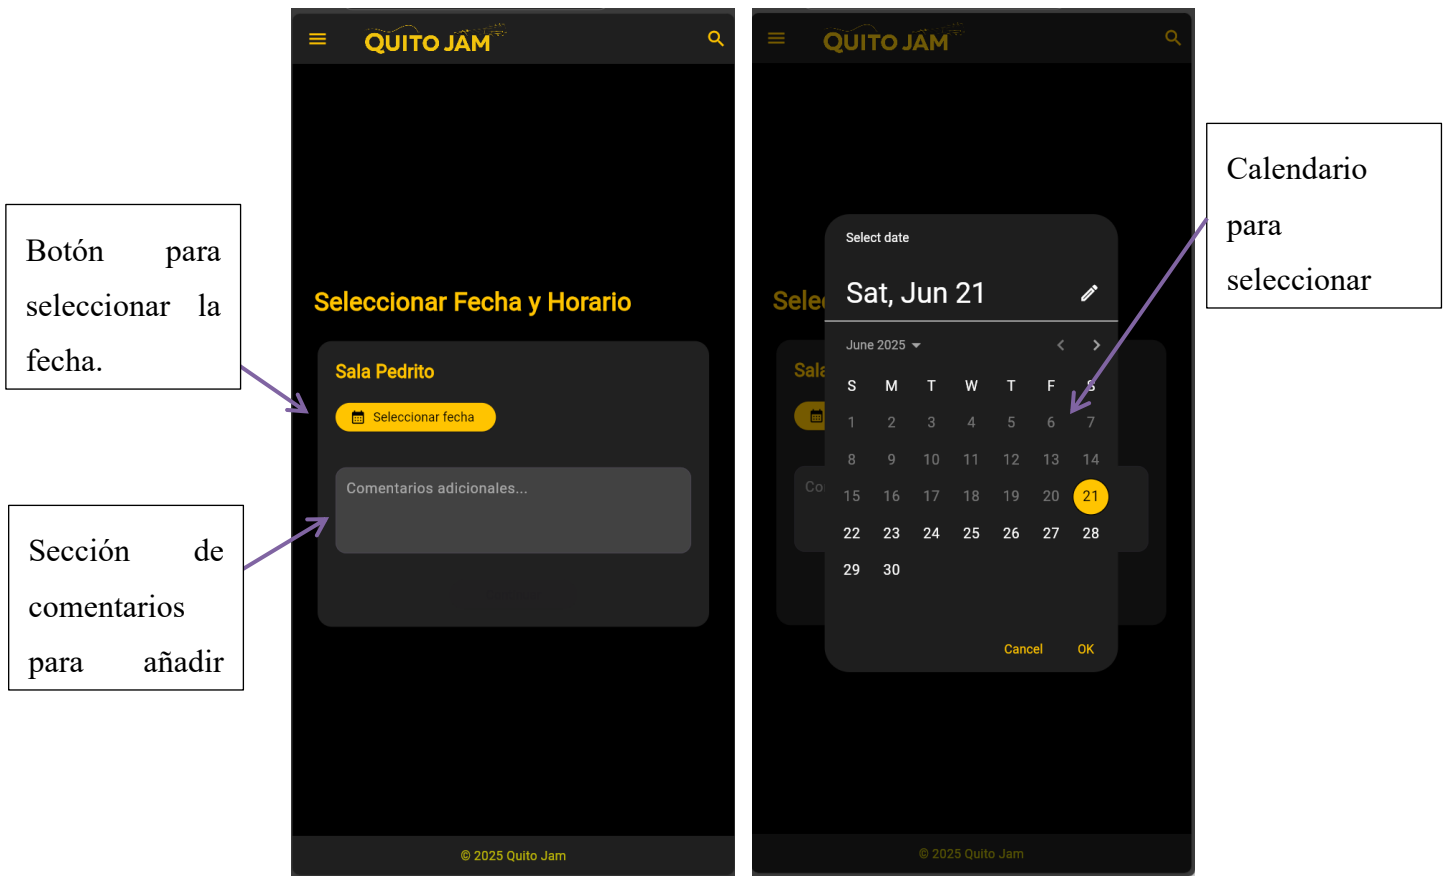 Botón para
seleccionar la
fecha.
Sección de
comentarios
para añadir
QUITO JAM
Seleccionar Fecha y Horario
Sala Pedrito
Seleccionar fecha
Comentarios adicionales...
© 2025 Quito Jam
QUITO JAM
Sele
Sala
Co
Select date
Sat, Jun 21
June 2025
S M T W T F S
1 2 3 4 5 6 7
8 9 10 11 12 13 14
15 16 17 18 19 20 21
22 23 24 25 26 27 28
29 30
Cancel OK
© 2025 Quito Jam
Calendario
para
seleccionar